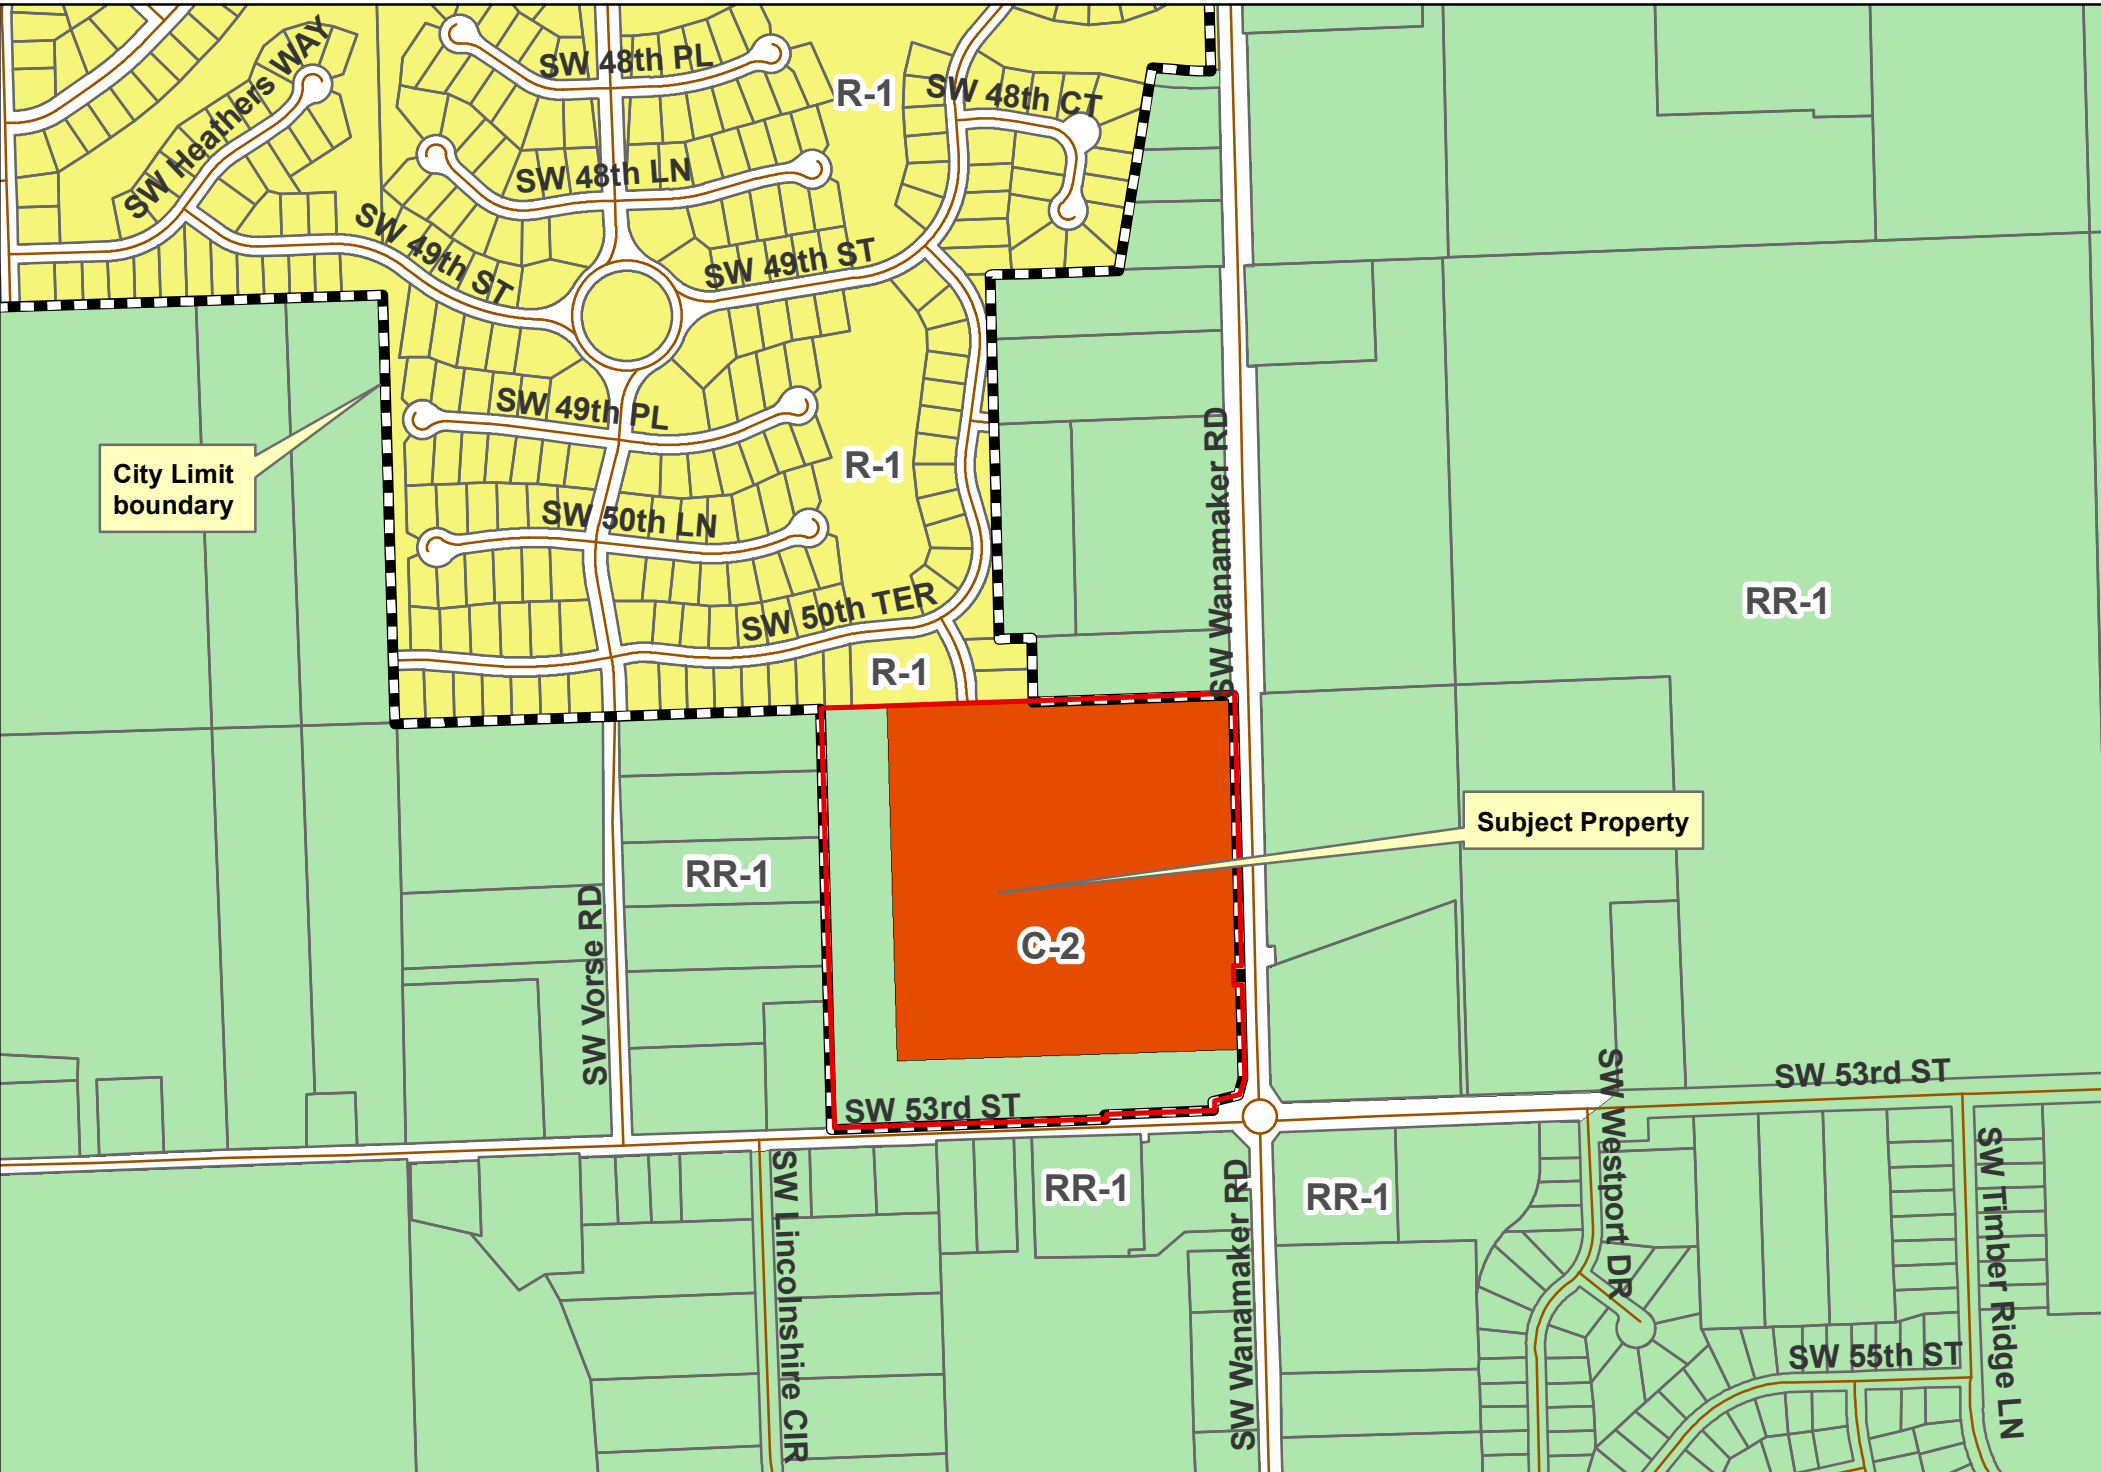 SW Heathers WAY
SW 48th PL
R-1
SW 48th CT
SW 48th LN
SW 49th ST
SW 49th ST
SW 49th PL
R-1
City Limit
boundary
SW 50th LN
SW Wanamaker RD
RR-1
SW 50th TER
R-1
Subject Property
RR-1
C-2
SW Vorse RD
SW 53rd ST
SW 53rd ST
SW Westport DR
RR-1
RR-1
SW Lincolnshire CIR
SW Wanamaker RD
SW Timber Ridge LN
SW 55th ST